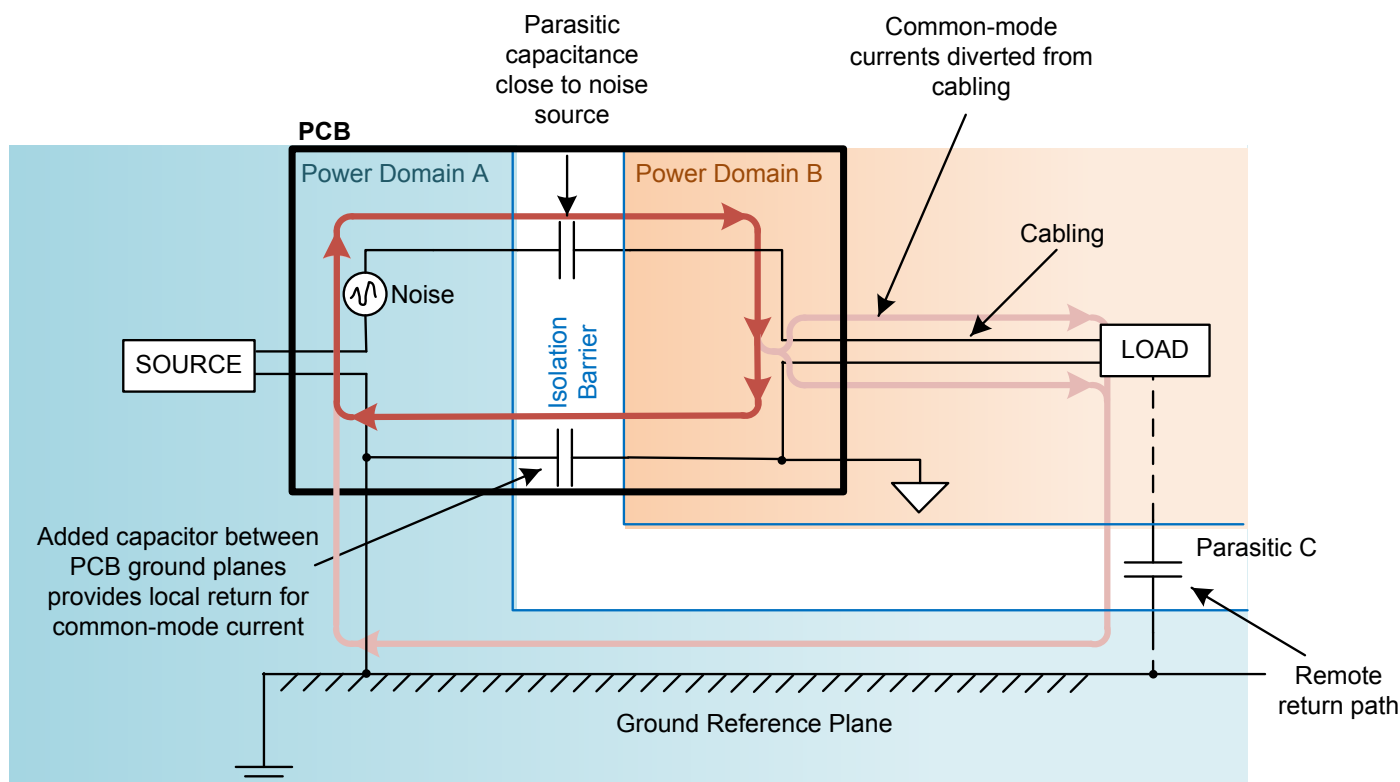 Parasitic
capacitance
close to noise
source
Common-mode
currents diverted from
cabling
PCB
Power Domain A
Power Domain B
Cabling
Noise
SOURCE
Isolation
Barrier
LOAD
Added capacitor between
PCB ground planes
provides local return for
common-mode current
Parasitic C
Remote
return path
Ground Reference Plane